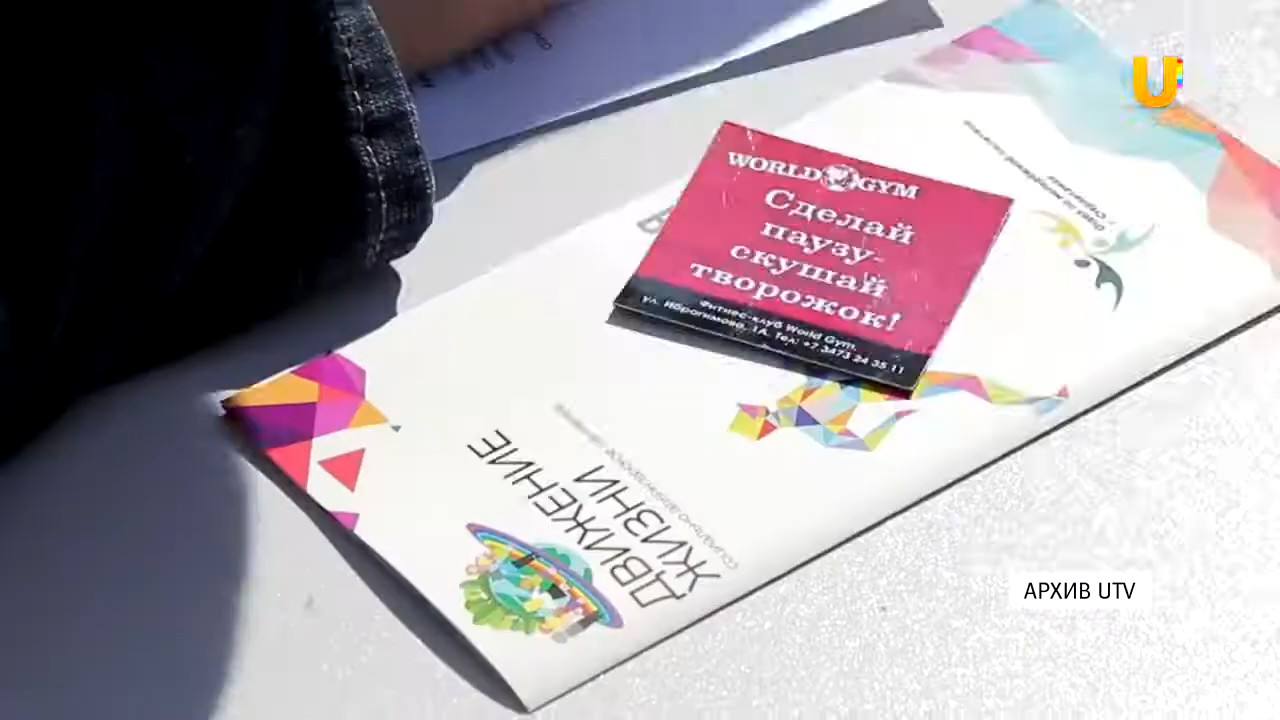 U
WORLD GYM
Сделай
паузу-
скушай
творожок!
Фитнес-клуб World Gym.
ул. Ибрагимова, 1А. Тел: +7 3473 24 35 11
ДВИЖЕНИЕ
ЖИЗНИ
АРХИВ UTV